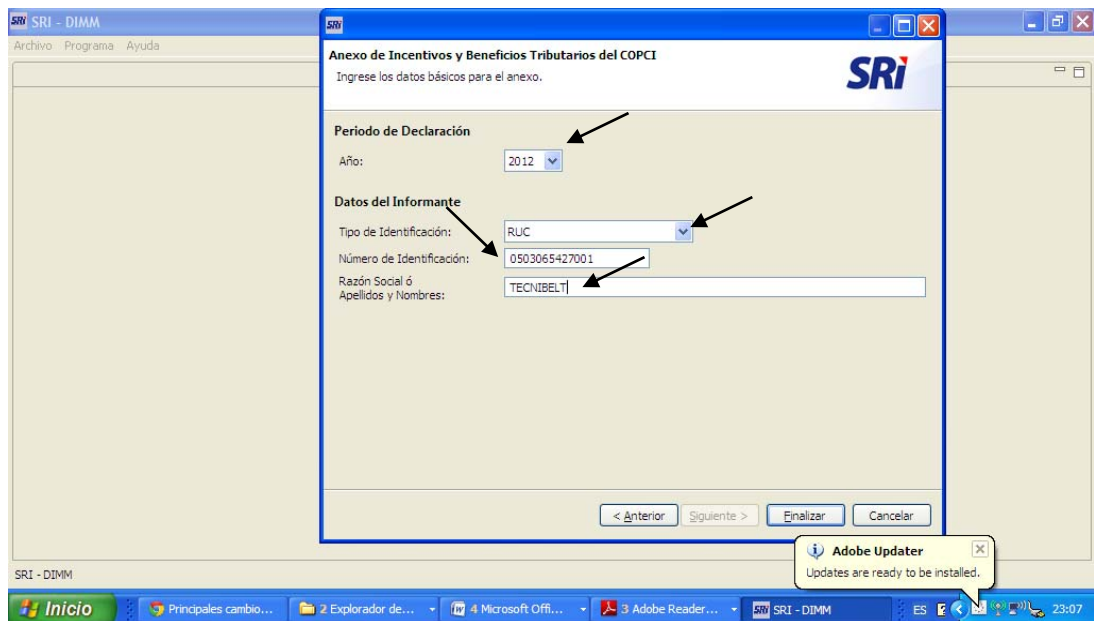 SRi SRI - DIMM
Archivo Programa Ayuda
SRi
Anexo de Incentivos y Beneficios Tributarios del COPCI
Ingrese los datos básicos para el anexo.
SRi
Periodo de Declaración
Año: 2012
Datos del Informante
Tipo de Identificación: RUC
Número de Identificación: 0503065427001
Razón Social ó
Apellidos y Nombres: TECNIBELT
< Anterior Siguiente > Finalizar Cancelar
Adobe Updater
Updates are ready to be installed.
SRI - DIMM
Inicio Principales cambio... 2 Explorador de... 4 Microsoft Offi... 3 Adobe Reader... SRi SRI - DIMM ES 23:07